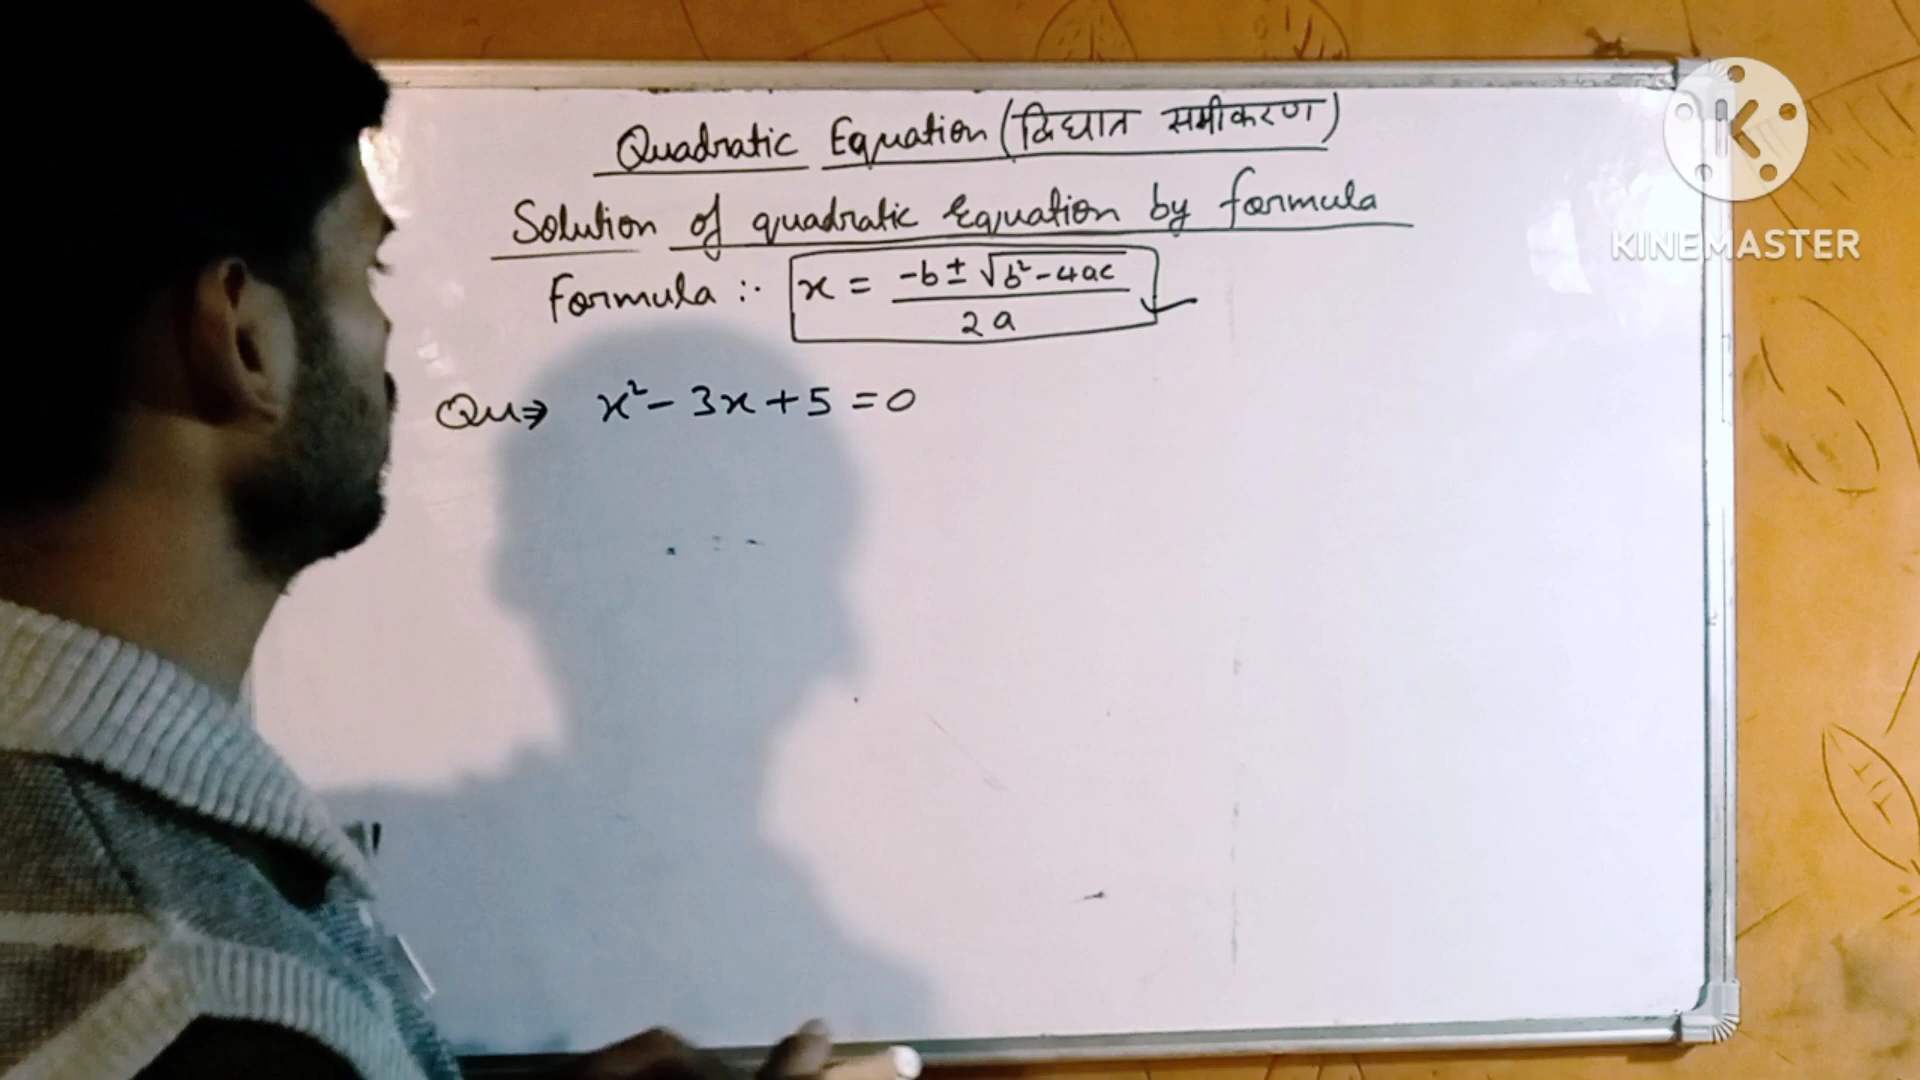 Quadratic Equation (द्विघात समीकरण)
Solution of quadratic Equation by formula
Formula :- x = -b ± √b² - 4ac / 2a
Qu⇒ x² - 3x + 5 = 0
KINEMASTER